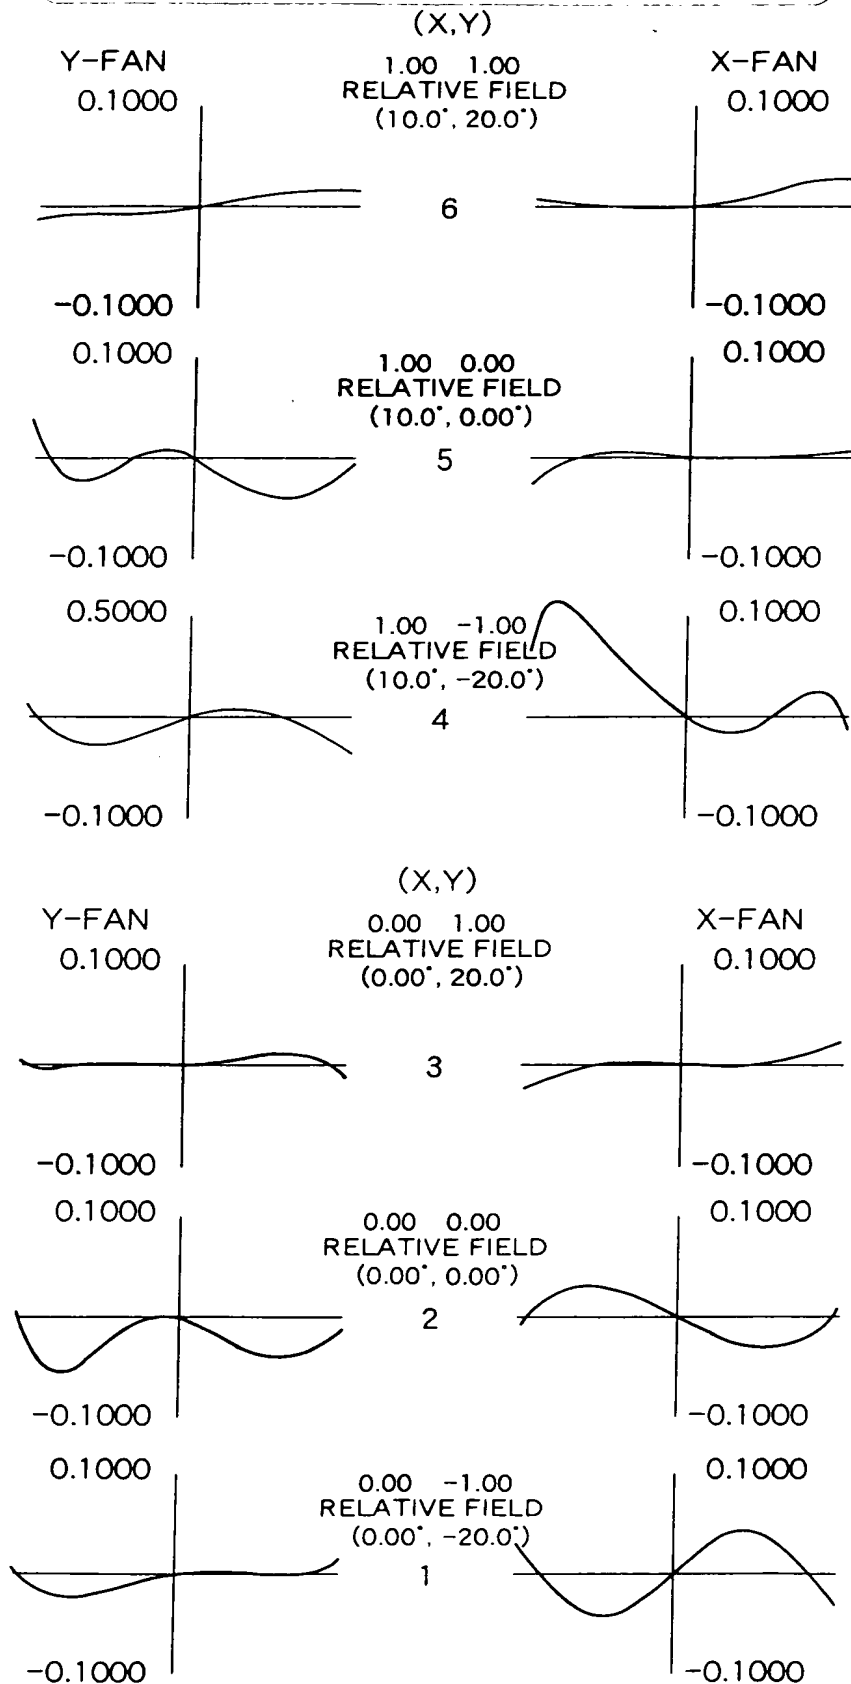 (X,Y)
Y-FAN 1.00 1.00 X-FAN
0.1000 RELATIVE FIELD 0.1000
(10.0°, 20.0°)
6
-0.1000 -0.1000
0.1000 1.00 0.00 0.1000
RELATIVE FIELD
(10.0°, 0.00°)
5
-0.1000 -0.1000
0.5000 1.00 -1.00 0.1000
RELATIVE FIELD
(10.0°, -20.0°)
4
-0.1000 -0.1000
(X,Y)
Y-FAN 0.00 1.00 X-FAN
RELATIVE FIELD
0.1000 (0.00°, 20.0°) 0.1000
3
-0.1000 -0.1000
0.1000 0.00 0.00 0.1000
RELATIVE FIELD
(0.00°, 0.00°)
2
-0.1000 -0.1000
0.1000 0.00 -1.00 0.1000
RELATIVE FIELD
(0.00°, -20.0°)
1
-0.1000 -0.1000